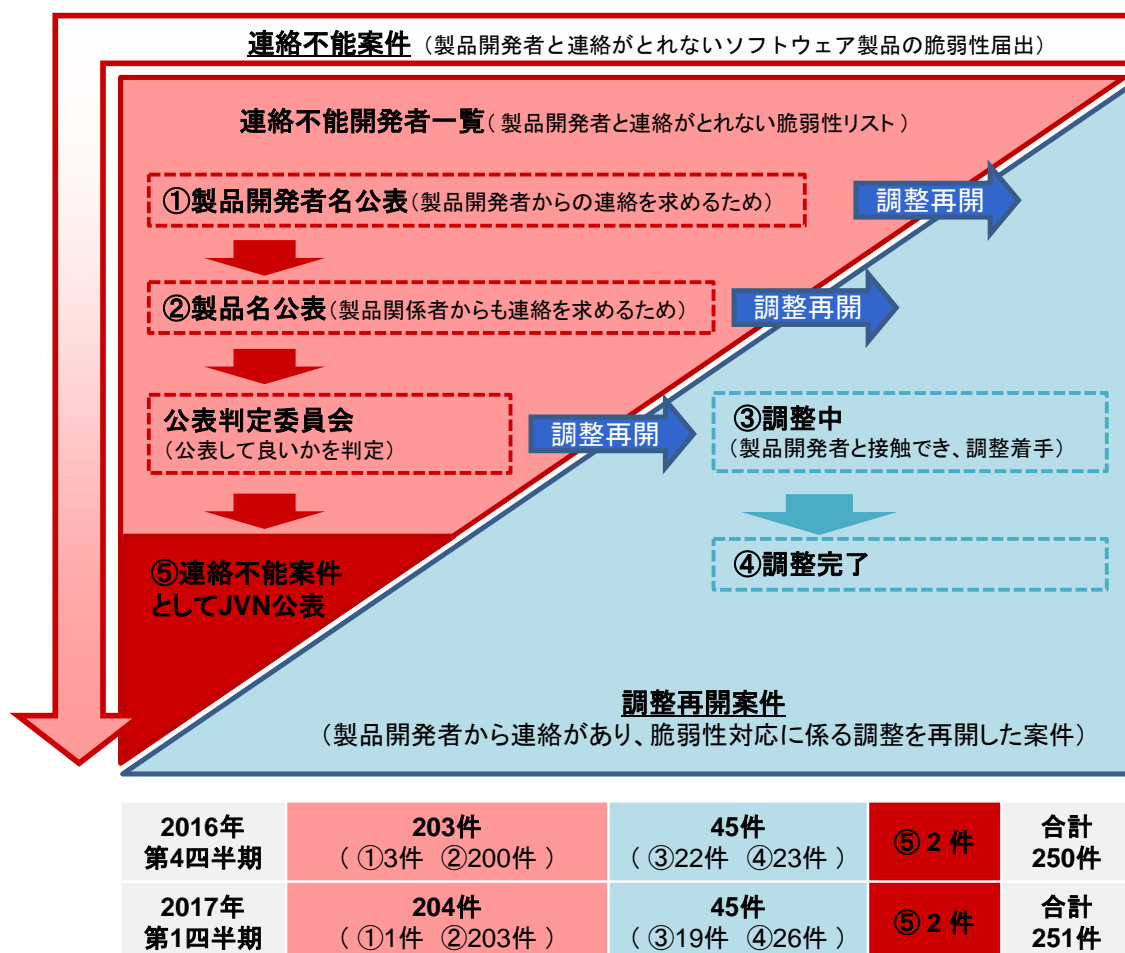 連絡不能案件（製品開発者と連絡がとれないソフトウェア製品の脆弱性届出）
連絡不能開発者一覧（製品開発者と連絡がとれない脆弱性リスト）
①製品開発者名公表（製品開発者からの連絡を求めるため）
調整再開
②製品名公表（製品関係者からも連絡を求めるため）
調整再開
公表判定委員会
（公表して良いかを判定）
調整再開
③調整中
（製品開発者と接触でき、調整着手）
④調整完了
⑤連絡不能案件
としてJVN公表
調整再開案件
（製品開発者から連絡があり、脆弱性対応に係る調整を再開した案件）
2016年
第4四半期
203件
（ ①3件 ②200件 ）
45件
（ ③22件 ④23件 ）
⑤ 2 件
合計
250件
2017年
第1四半期
204件
（ ①1件 ②203件 ）
45件
（ ③19件 ④26件 ）
⑤ 2 件
合計
251件